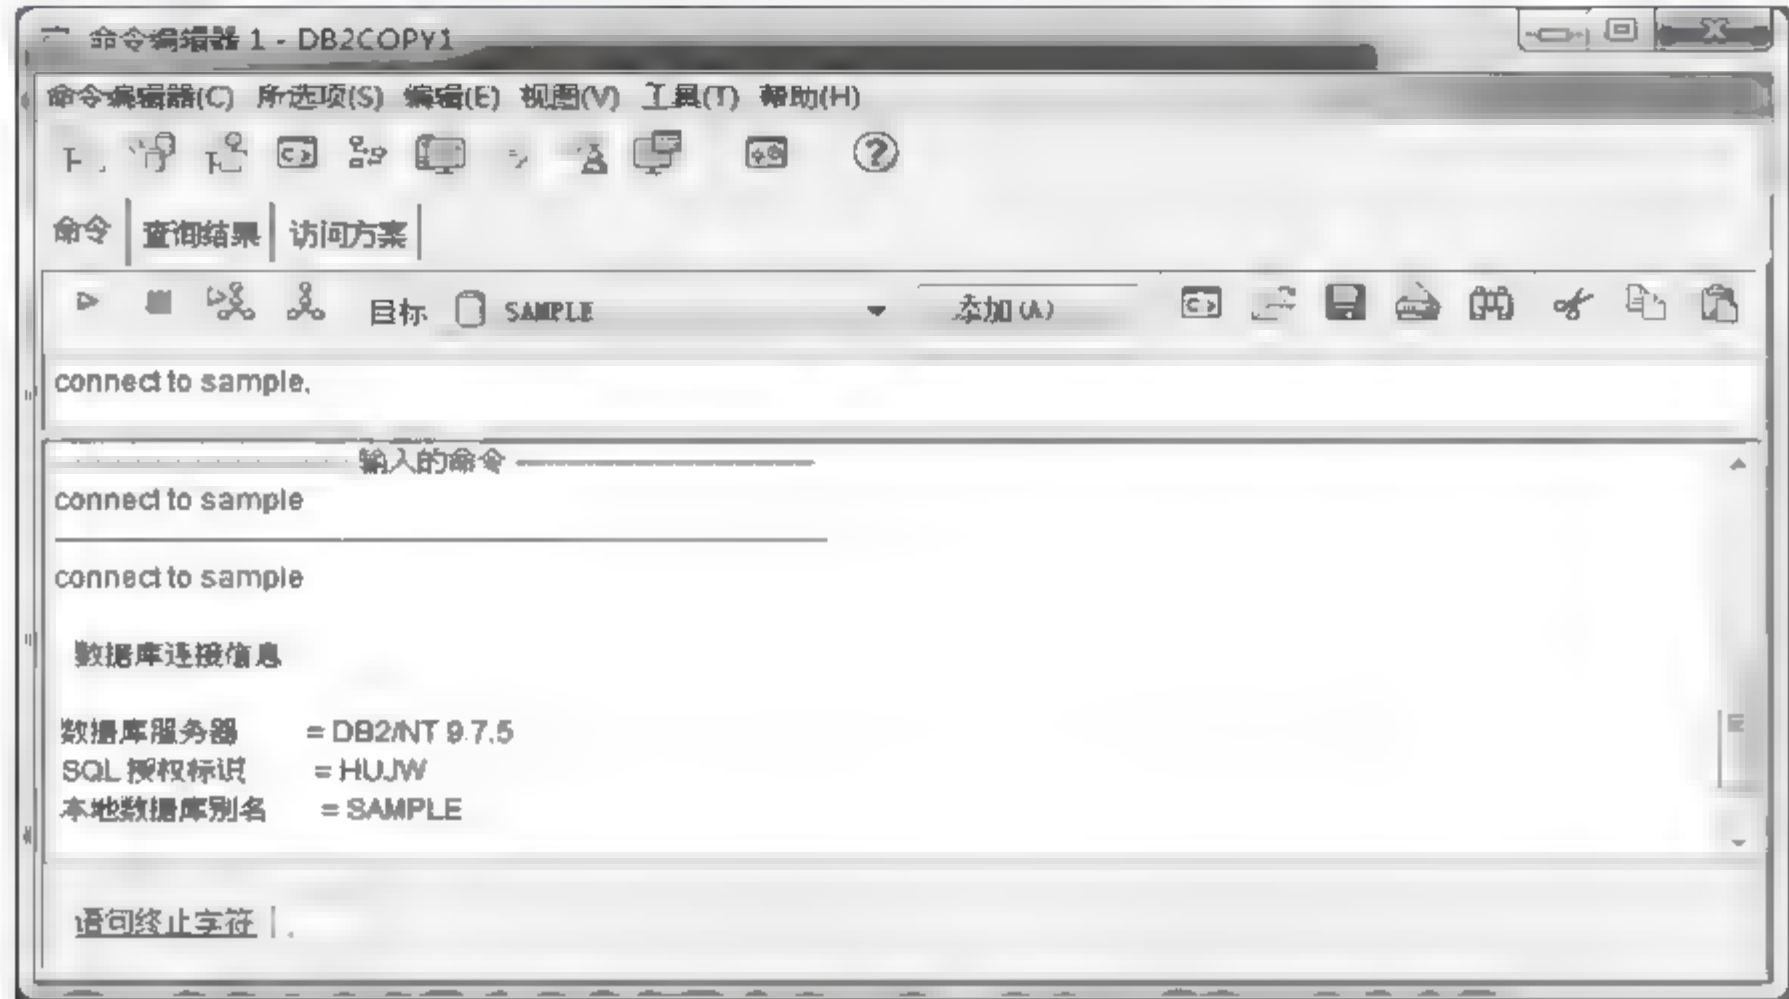 命令编辑器 1 - DB2COPY1
命令编辑器(C) 所选项(S) 编辑(E) 视图(V) 工具(T) 帮助(H)
命令 查询结果 访问方案
目标 SAMPLE 添加(A)
connect to sample;
输入的命令
connect to sample
connect to sample
数据库连接信息
数据库服务器 = DB2/NT 9.7.5
SQL 授权标识 = HUJW
本地数据库别名 = SAMPLE
语句终止字符 ;